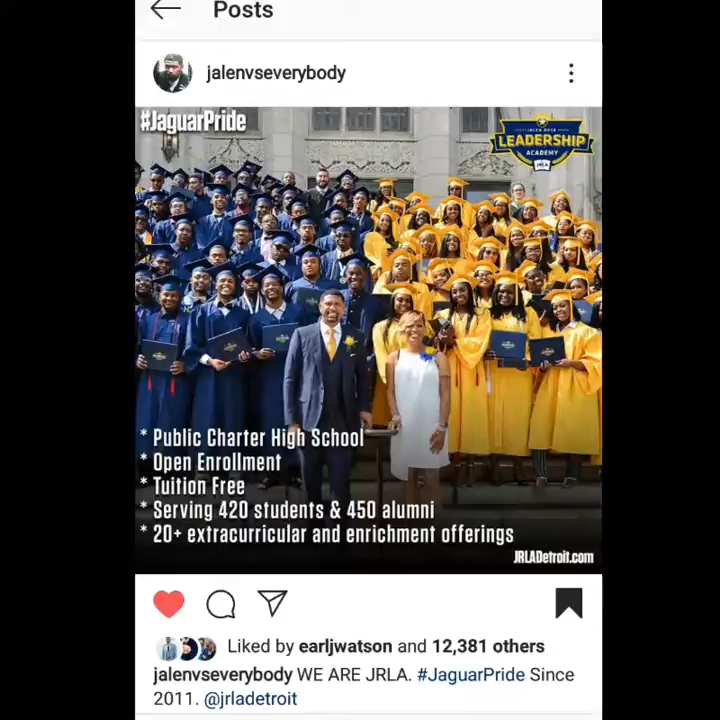 Posts
jalenvseverybody
#JaguarPride
JALEN ROSE
LEADERSHIP
ACADEMY
JRLA
* Public Charter High School
* Open Enrollment
* Tuition Free
* Serving 420 students & 450 alumni
* 20+ extracurricular and enrichment offerings
JRLADetroit.com
Liked by earljwatson and 12,381 others
jalenvseverybody WE ARE JRLA. #JaguarPride Since
2011. @jrladetroit